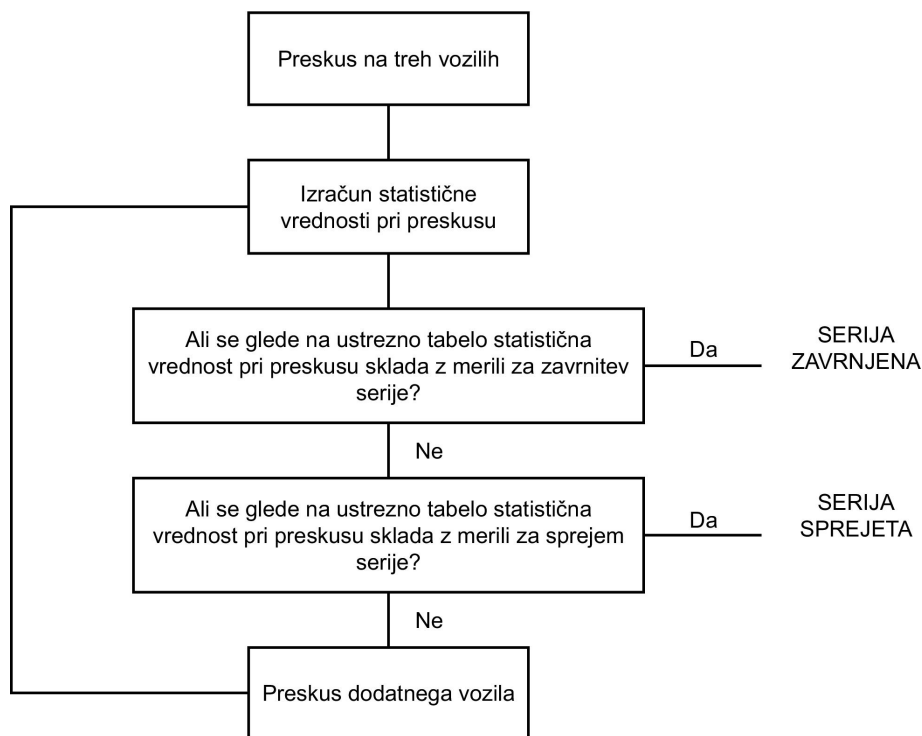 Preskus na treh vozilih
Izračun statistične
vrednosti pri preskusu
Ali se glede na ustrezno tabelo statistična
vrednost pri preskusu sklada z merili za zavrnitev
serije?
Da
SERIJA
ZAVRNJENA
Ne
Ali se glede na ustrezno tabelo statistična
vrednost pri preskusu sklada z merili za sprejem
serije?
Da
SERIJA
SPREJETA
Ne
Preskus dodatnega vozila